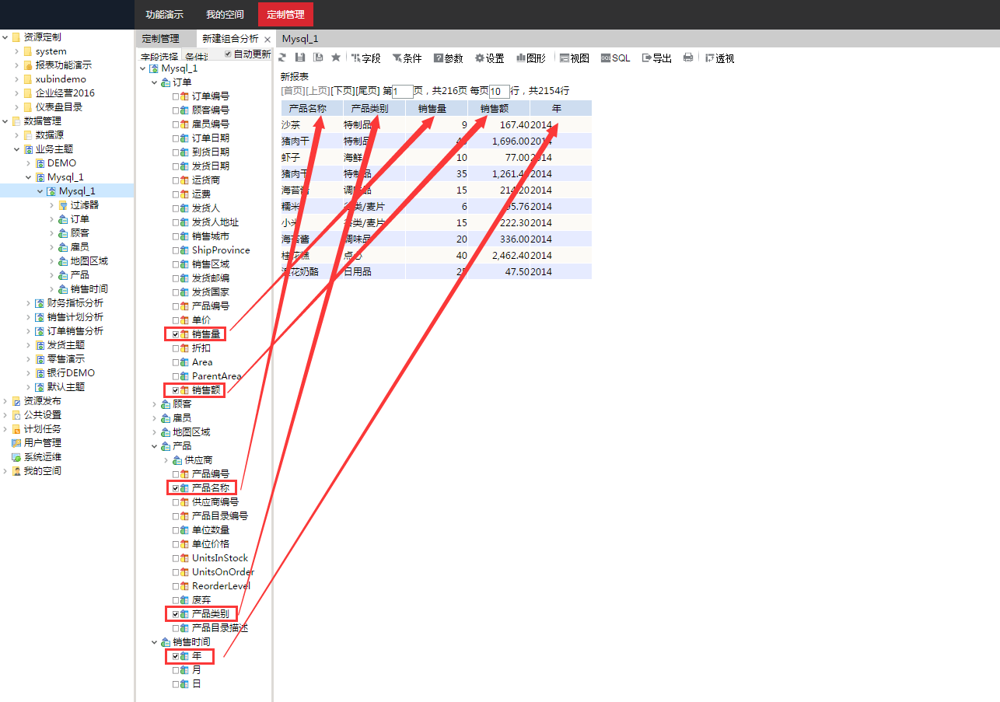 功能演示 我的空间 定制管理
资源定制
system
报表功能演示
xubindemo
企业经营2016
仪表盘目录
数据管理
数据源
业务主题
DEMO
Mysql_1
Mysql_1
过滤器
订单
顾客
雇员
地图区域
产品
销售时间
财务指标分析
销售计划分析
订单销售分析
发货主题
零售演示
银行DEMO
默认主题
资源发布
公共设置
计划任务
用户管理
系统运维
我的空间
定制管理 新建组合分析 Mysql_1
字段选择 自动更新
Mysql_1
订单
订单编号
顾客编号
雇员编号
订单日期
到货日期
发货日期
运货商
运费
发货人
发货人地址
销售城市
ShipProvince
销售区域
发货邮编
发货国家
产品编号
单价
销售量
折扣
Area
ParentArea
销售额
顾客
雇员
地图区域
产品
供应商
产品编号
产品名称
供应商编号
产品目录编号
单位数量
单位价格
UnitsInStock
UnitsOnOrder
ReorderLevel
废弃
产品类别
产品目录描述
销售时间
年
月
日
字段 条件 参数 设置 图形 视图 SQL 导出 透视
新报表
[首页][上页][下页][尾页] 第1页，共216页 每页10行，共2154行
产品名称 产品类别 销售量 销售额 年
沙茶 特制品 9 167.40 2014
猪肉干 特制品 1,696.00 2014
虾子 海鲜 10 77.00 2014
猪肉干 特制品 35 2014
海苔酱 15 2014
糯米 谷类/麦片 6 95.76 2014
小米 谷类/麦片 15 222.30 2014
海苔酱 调味品 20 336.00 2014
桂花糕 点心 40 2,462.40 2014
浪花奶酪 日用品 47.50 2014